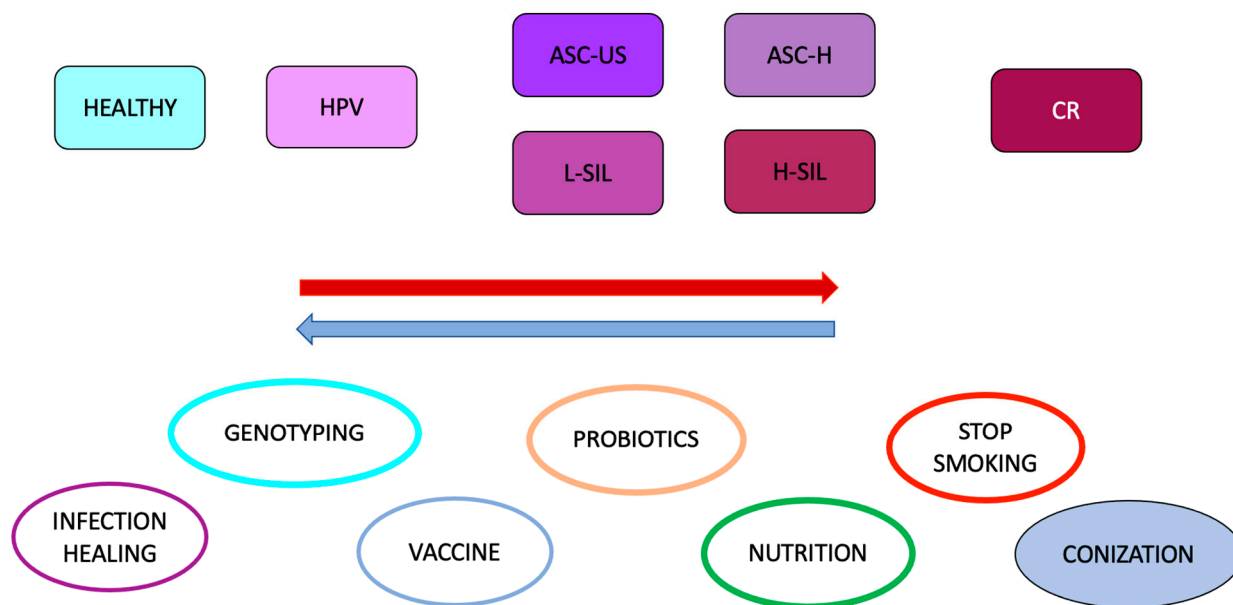 ASC-US
ASC-H
HEALTHY
HPV
CR
L-SIL
H-SIL
GENOTYPING
PROBIOTICS
STOP
SMOKING
INFECTION
HEALING
VACCINE
NUTRITION
CONIZATION